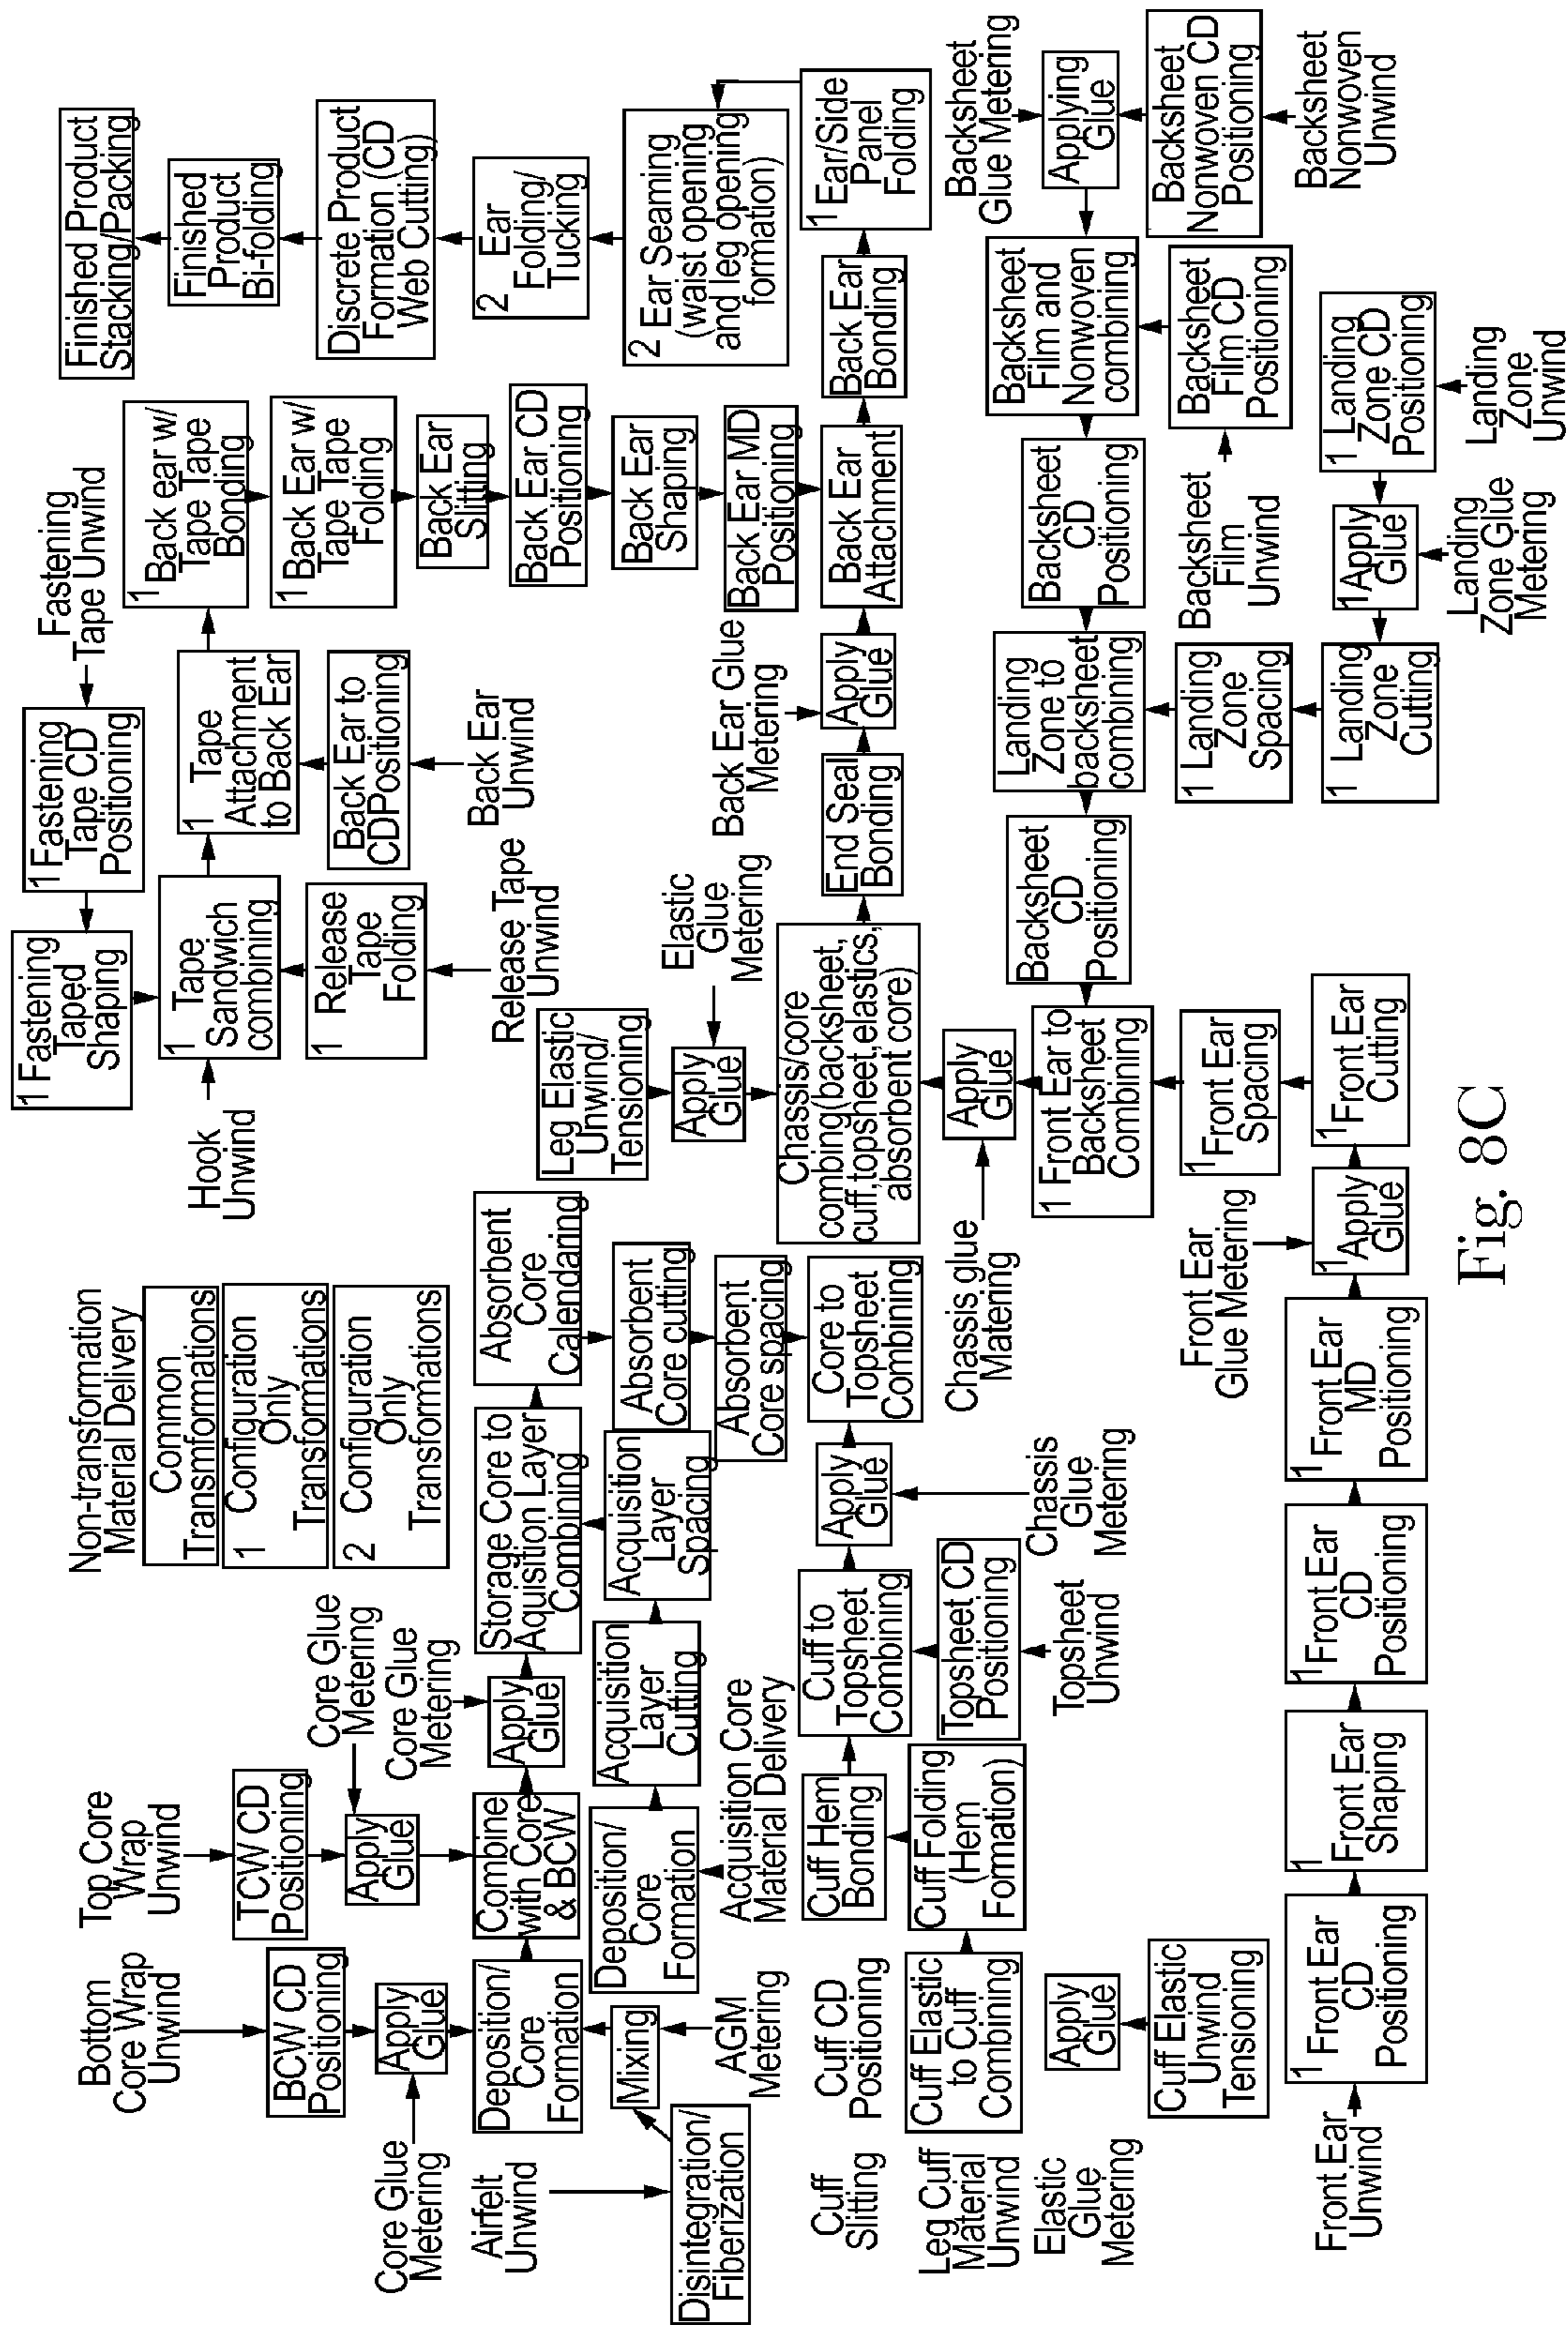 Non-transformation
Material Delivery
Common
Transmformations
1 Configuration
Only
Transformations
2 Configuration
Only
Transformations
Bottom
Core Wrap
Unwind
BCW CD
Positioning
Core Glue
Metering
Apply
Glue
Airfelt
Unwind
Disintegration/
Fiberization
Mixing
AGM
Metering
Deposition/
Core
Formation
Top Core
Wrap
Unwind
TCW CD
Positioning
Core Glue
Metering
Apply
Glue
Combine
with Core
& BCW
Core Glue
Metering
Apply
Glue
Deposition/
Core
Formation
Acquisition Core
Material Delivery
Acquisition
Layer
Cutting
Acquisition
Layer
Spacing
Storage Core to
Aquisition Layer
Combining
Absorbent
Core
Calendaring
Absorbent
Core cutting
Absorbent
Core spacing
Core to
Topsheet
Combining
Cuff
Slitting
Cuff CD
Positioning
Leg Cuff
Material
Unwind
Cuff Elastic
to Cuff
Combining
Elastic
Glue
Metering
Apply
Glue
Cuff Elastic
Unwind
Tensioning
Cuff Folding
(Hem
Formation)
Cuff Hem
Bonding
Cuff to
Topsheet
Combining
Topsheet CD
Positioning
Topsheet
Unwind
Apply
Glue
Chassis
Glue
Metering
Front Ear
Unwind
1 Front Ear
CD
Positioning
1 Front Ear
Shaping
1 Front Ear
CD
Positioning
1 Front Ear
MD
Positioning
Front Ear
Glue Metering
1 Apply
Glue
1 Front Ear
Cutting
1 Front Ear
Spacing
1 Front Ear to
Backsheet
Combining
Chassis glue
Matering
Apply
Glue
Leg Elastic
Unwind/
Tensioning
Elastic
Glue
Metering
Apply
Glue
Chassis/core
combing(backsheet,
cuff,topsheet,elastics,
absorbent core)
End Seal
Bonding
Back Ear Glue
Metering
Apply
Glue
Back Ear
Attachment
Back Ear
Bonding
1 Ear/Side
Panel
Folding
2 Ear Seaming
(waist opening
and leg opening
formation)
2 Ear
Folding/
Tucking
Discrete Product
Formation (CD
Web Cutting)
Finished
Product
Bi-folding
Finished Product
Stacking/Packing
Fastening
Tape Unwind
1 Fastening
Tape CD
Positioning
1 Fastening
Taped
Shaping
Hook
Unwind
1 Tape
Sandwich
combining
1 Release
Tape
Folding
Release Tape
Unwind
1 Tape
Attachment
to Back Ear
Back Ear to
CDPositioning
Back Ear
Unwind
1 Back ear w/
Tape Tape
Bonding
1 Back Ear w/
Tape Tape
Folding
Back Ear
Slitting
Back Ear CD
Positioning
Back Ear
Shaping
Back Ear MD
Positioning
Backsheet
Glue Metering
Applying
Glue
Backsheet
Nonwoven CD
Positioning
Backsheet
Nonwoven
Unwind
Backsheet
Film and
Nonwoven
combining
Backsheet
Film CD
Positioning
Backsheet
Film
Unwind
Backsheet
CD
Positioning
Landing
Zone to
backsheet
combining
1 Landing
Zone
Spacing
1 Landing
Zone
Cutting
1 Apply
Glue
Landing
Zone Glue
Metering
1 Landing
Zone CD
Positioning
Landing
Zone
Unwind
Backsheet
CD
Positioning
Fig. 8C